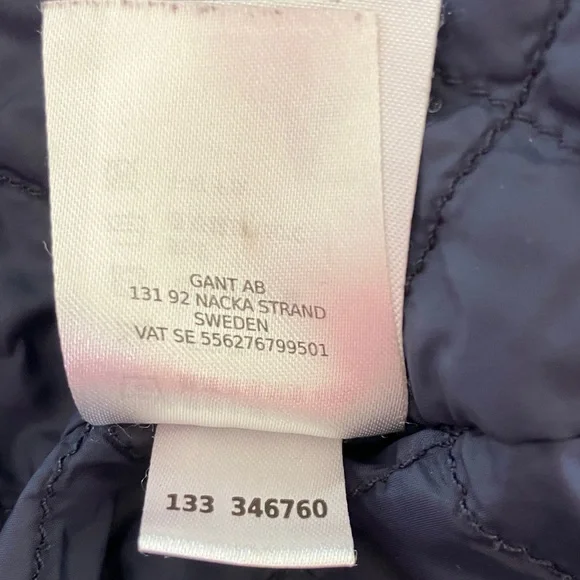 GANT AB
131 92 NACKA STRAND
SWEDEN
VAT SE 556276799501
133 346760